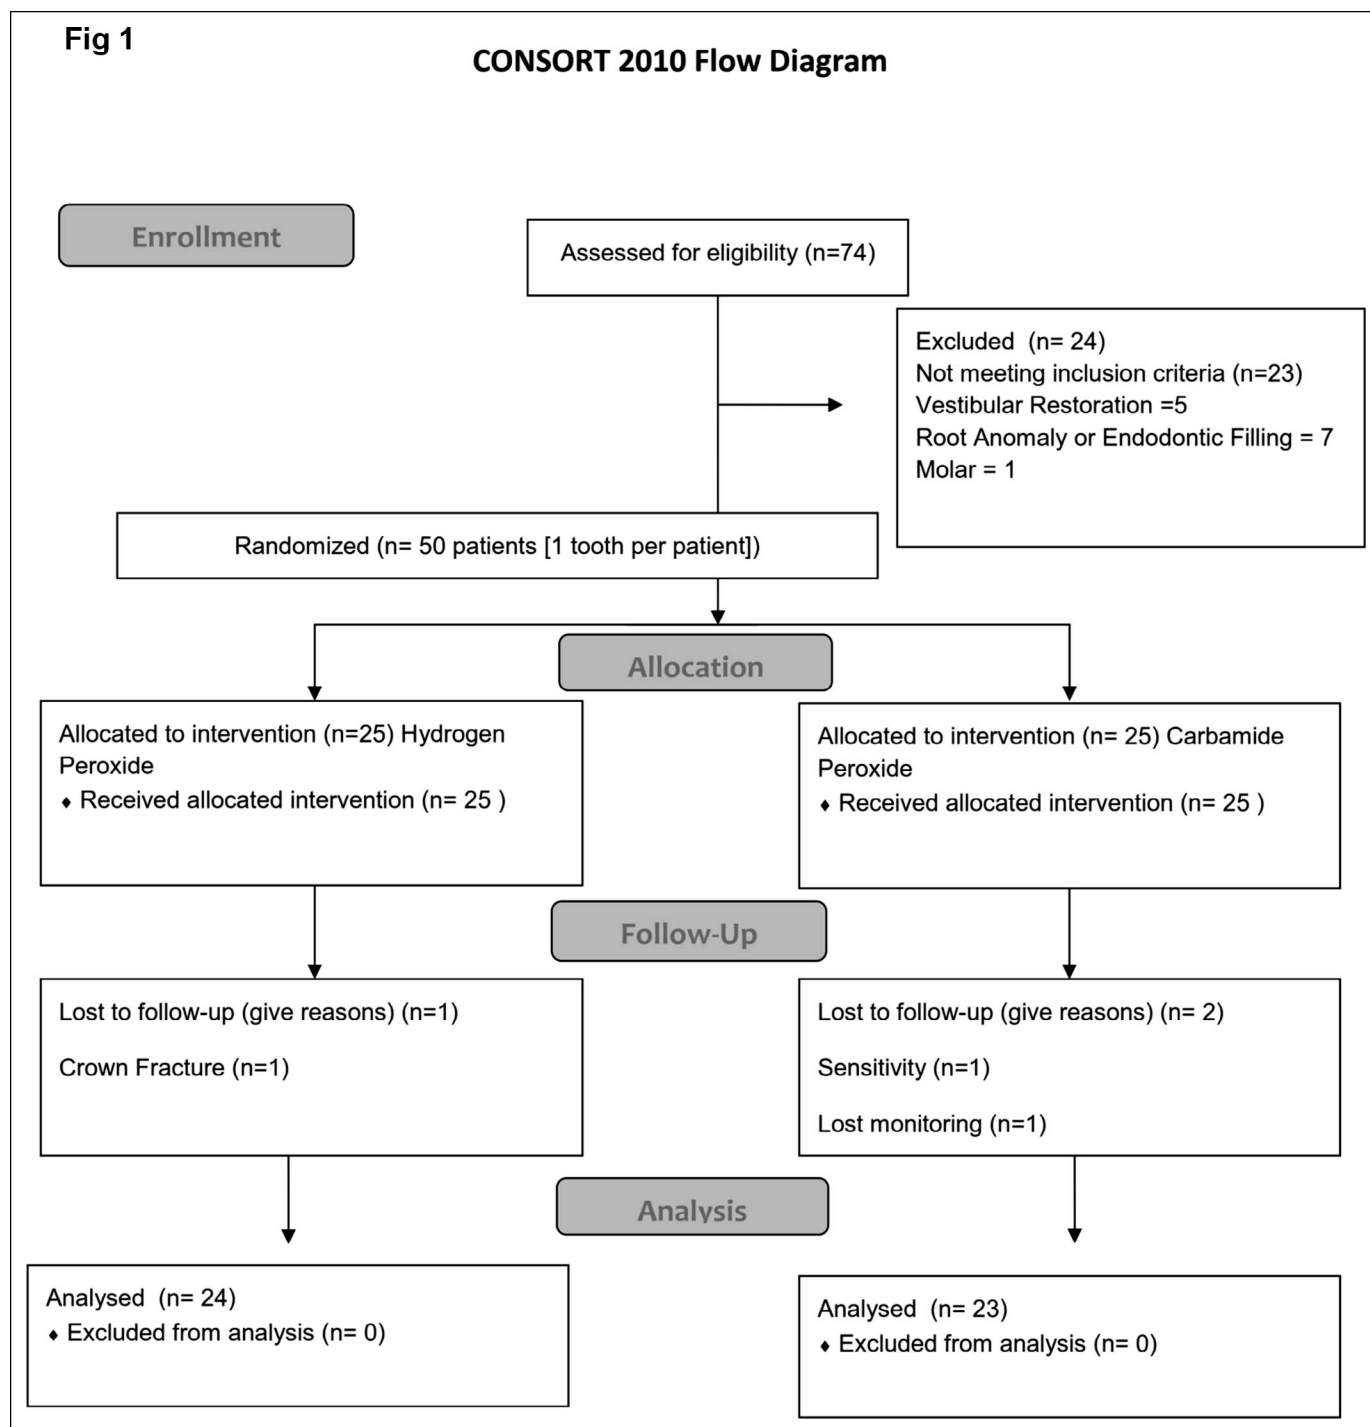 Fig 1
CONSORT 2010 Flow Diagram
Enrollment
Assessed for eligibility (n=74)
Excluded (n= 24)
Not meeting inclusion criteria (n=23)
Vestibular Restoration =5
Root Anomaly or Endodontic Filling = 7
Molar = 1
Randomized (n= 50 patients [1 tooth per patient])
Allocation
Allocated to intervention (n=25) Hydrogen
Peroxide
♦ Received allocated intervention (n= 25 )
Allocated to intervention (n= 25) Carbamide
Peroxide
♦ Received allocated intervention (n= 25 )
Follow-Up
Lost to follow-up (give reasons) (n=1)
Crown Fracture (n=1)
Lost to follow-up (give reasons) (n= 2)
Sensitivity (n=1)
Lost monitoring (n=1)
Analysis
Analysed (n= 24)
♦ Excluded from analysis (n= 0)
Analysed (n= 23)
♦ Excluded from analysis (n= 0)